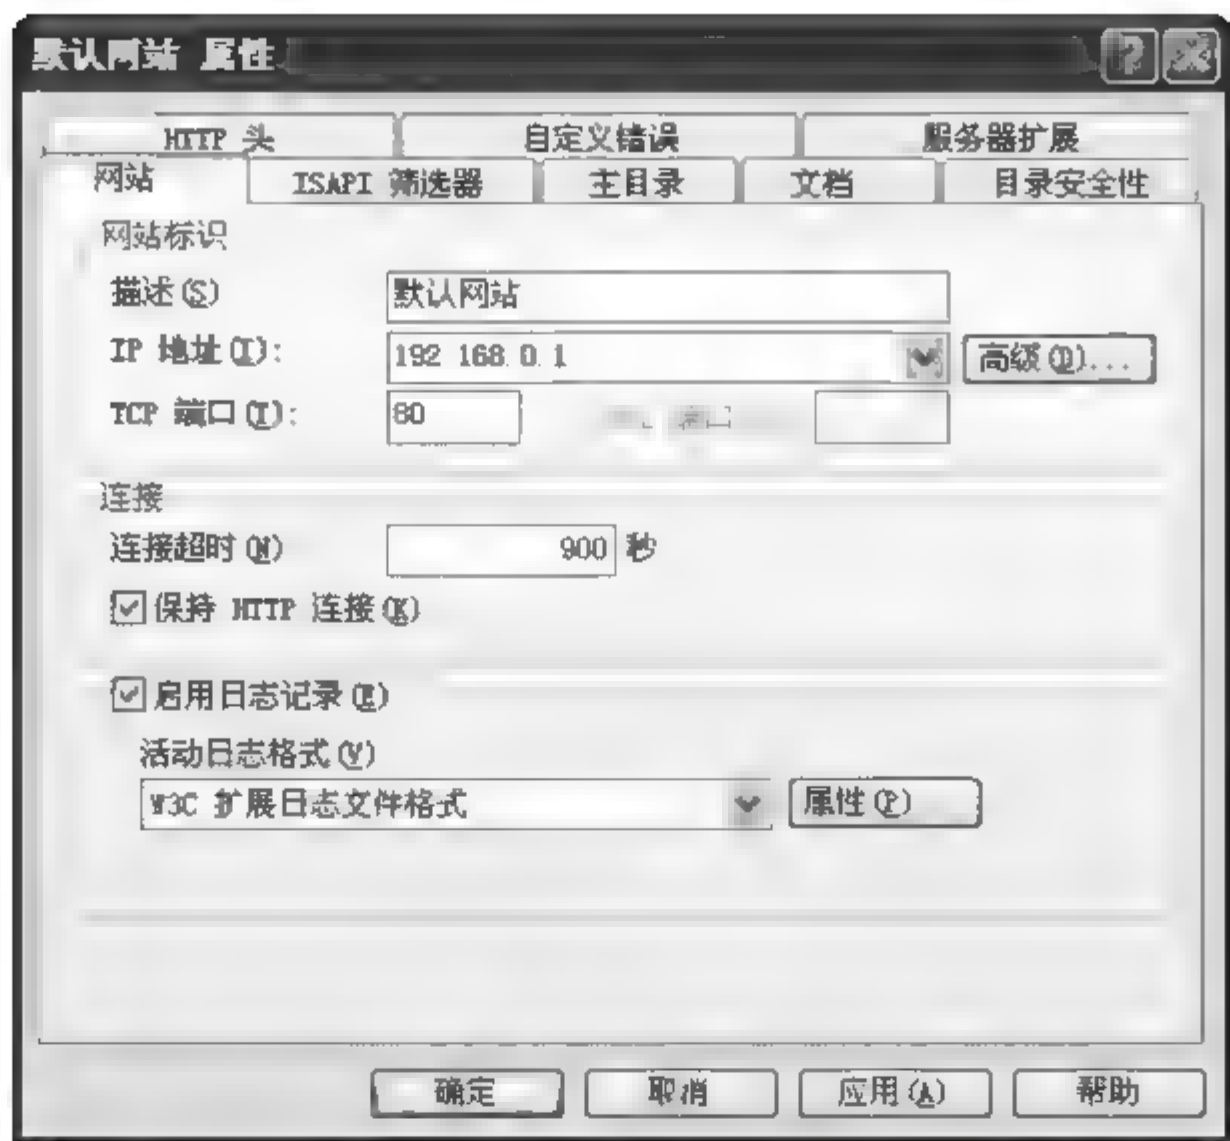 默认网站 属性
HTTP 头 自定义错误 服务器扩展
网站 ISAPI 筛选器 主目录 文档 目录安全性
网站标识
描述(S) 默认网站
IP 地址(I): 192 168 0 1 高级(D)...
TCP 端口(T): 80
连接
连接超时(N) 900 秒
保持 HTTP 连接(K)
启用日志记录(E)
活动日志格式(V)
W3C 扩展日志文件格式 属性(P)
确定 取消 应用(A) 帮助